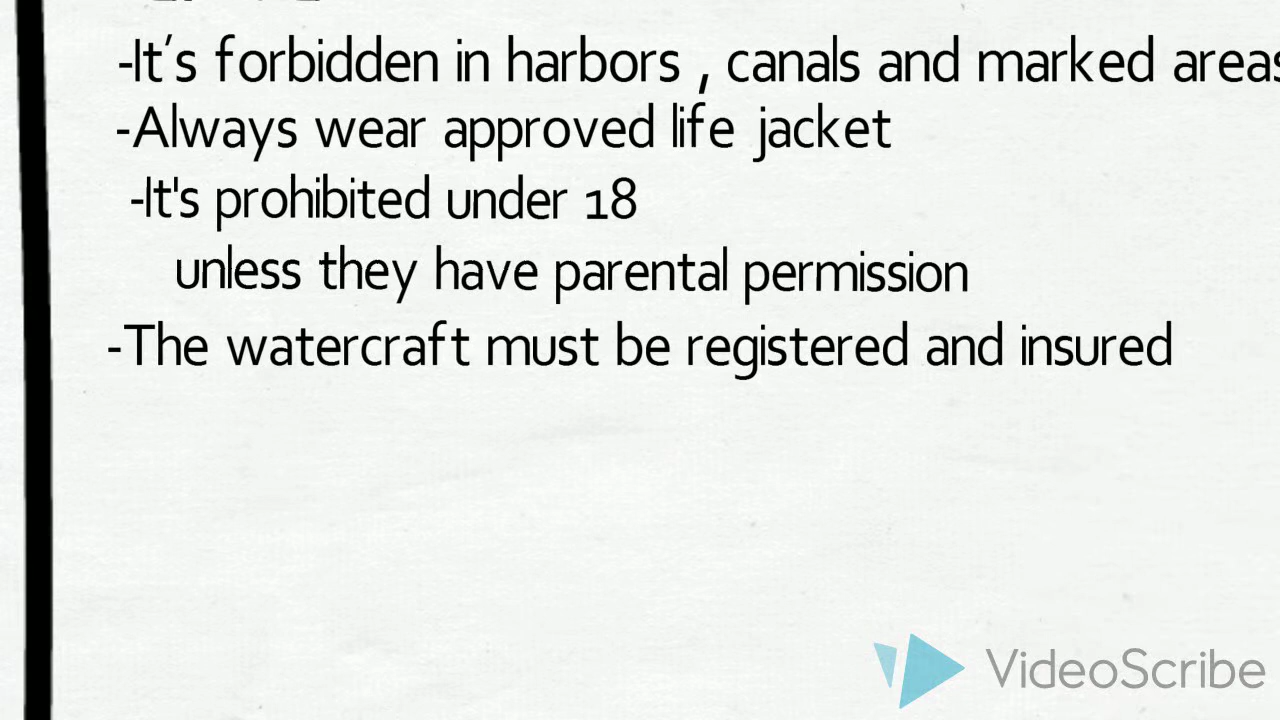 -It's forbidden in harbors , canals and marked areas
-Always wear approved life jacket
-It's prohibited under 18
unless they have parental permission
-The watercraft must be registered and insured
VideoScribe